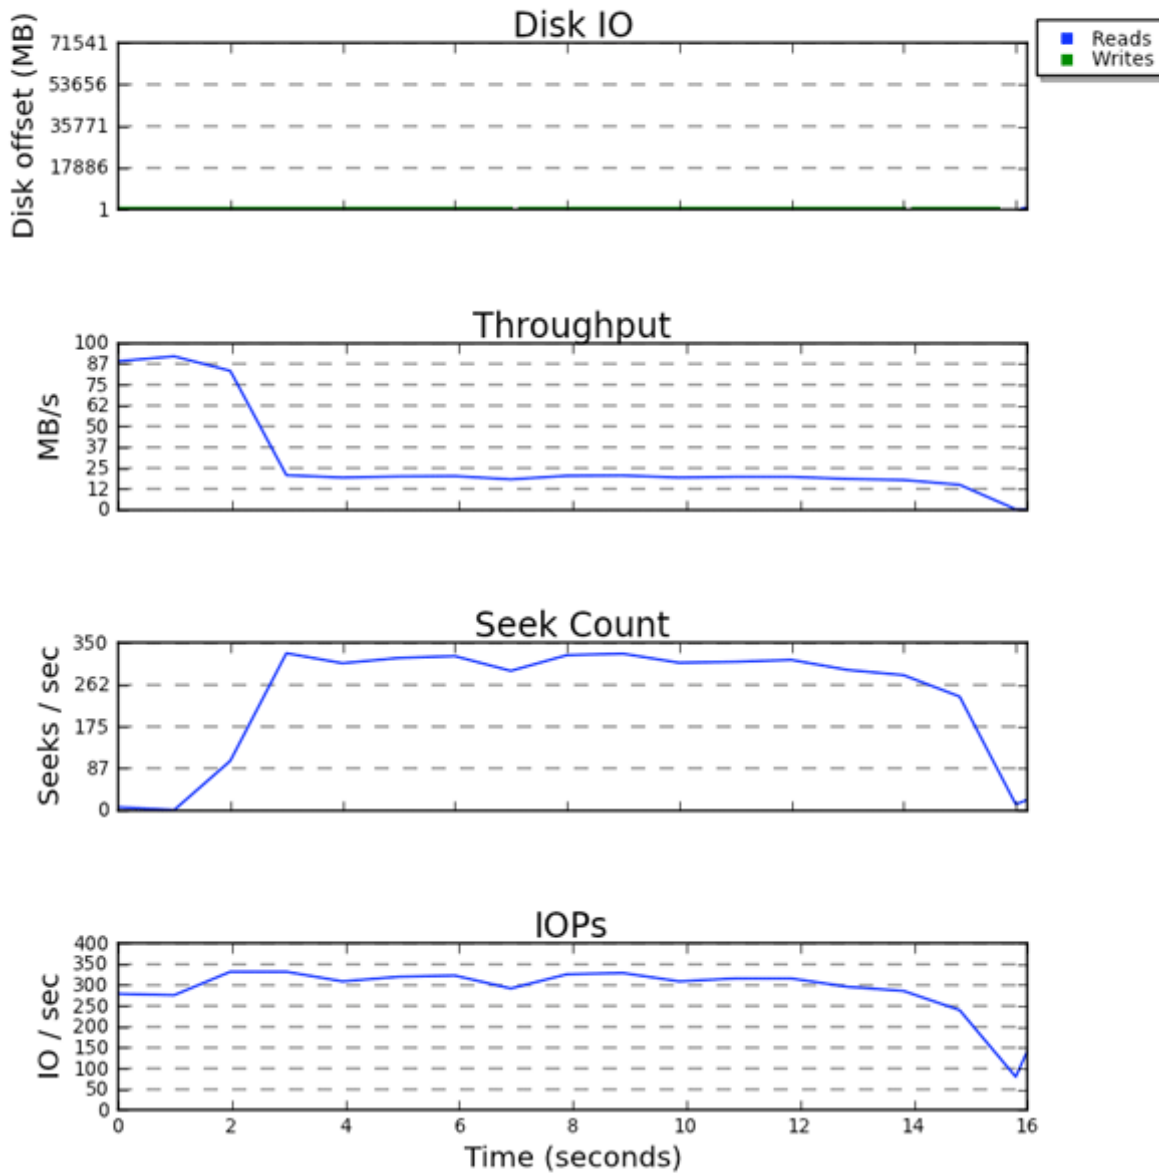 Disk IO
Reads
Writes
Disk offset (MB)
71541
53656
35771
17886
1
Throughput
MB/s
100
87
75
62
50
37
25
12
0
Seek Count
Seeks / sec
350
262
175
87
0
IOPs
IO / sec
400
350
300
250
200
150
100
50
0
0 2 4 6 8 10 12 14 16
Time (seconds)